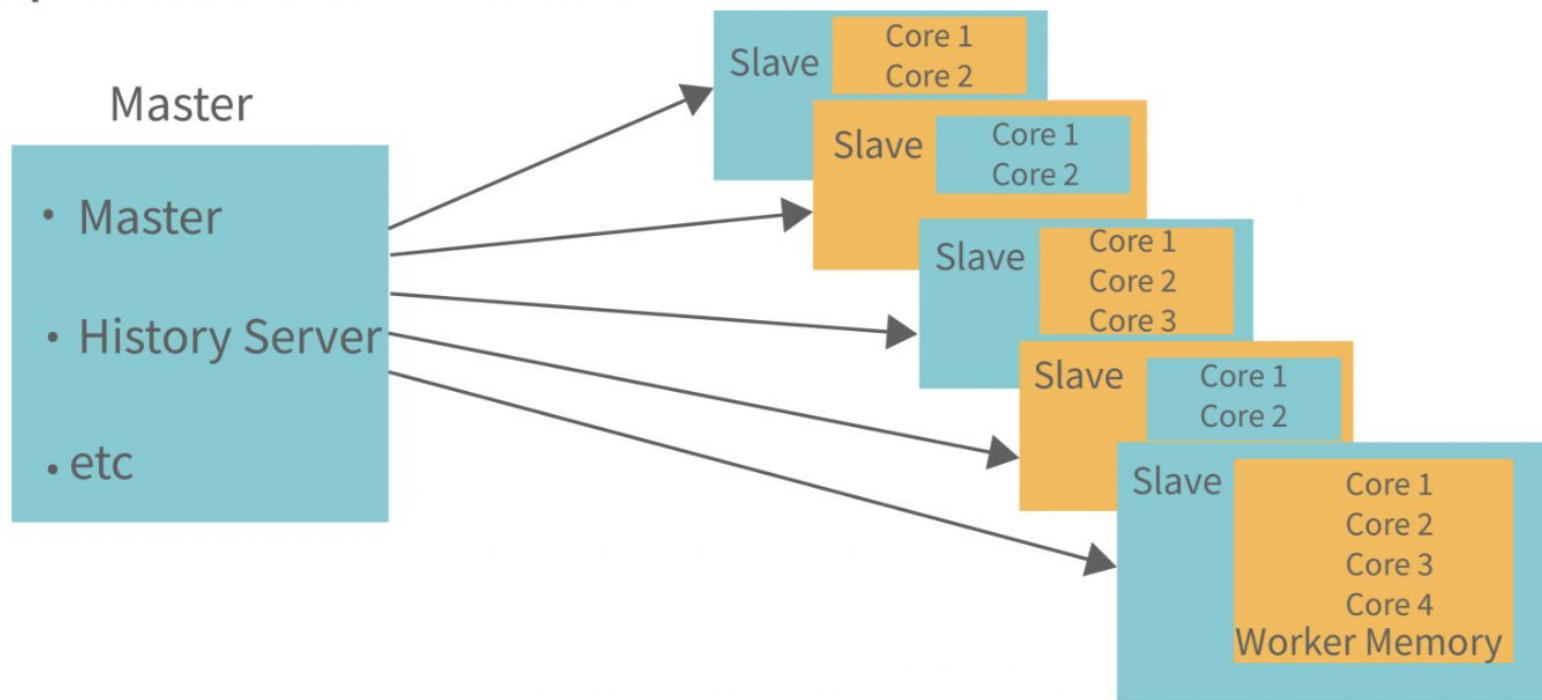 Master
• Master
• History Server
• etc
Slave
Core 1
Core 2
Slave
Core 1
Core 2
Slave
Core 1
Core 2
Core 3
Slave
Core 1
Core 2
Slave
Core 1
Core 2
Core 3
Core 4
Worker Memory